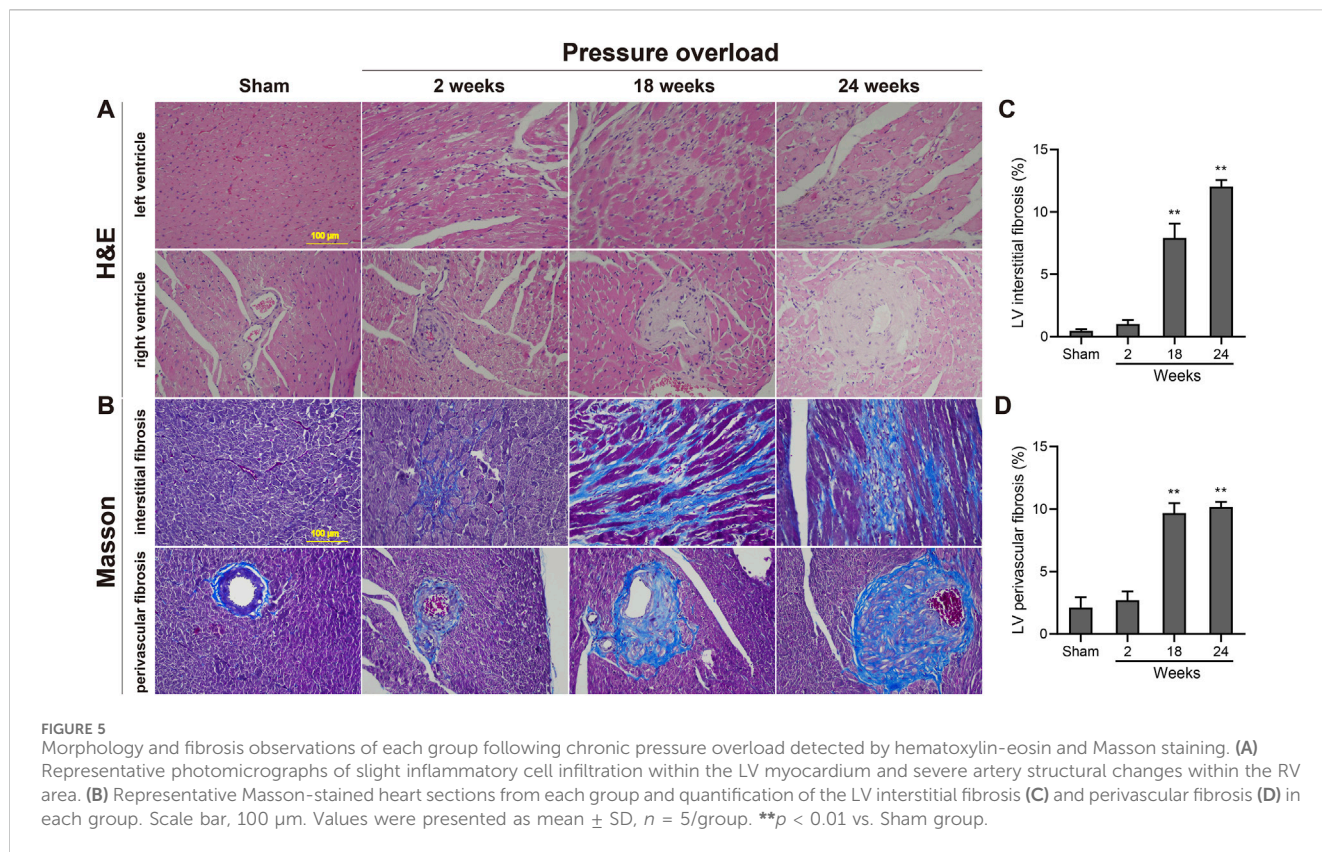 Pressure overload
Sham
2 weeks
18 weeks
24 weeks
A
H&E
left ventricle
100 µm
right ventricle
B
Masson
interstitial fibrosis
100 µm
perivascular fibrosis
C
LV interstitial fibrosis (%)
15
10
5
0
**
**
Sham
2
18
24
Weeks
D
LV perivascular fibrosis (%)
15
10
5
0
**
**
Sham
2
18
24
Weeks
FIGURE 5
Morphology and fibrosis observations of each group following chronic pressure overload detected by hematoxylin-eosin and Masson staining. (A)
Representative photomicrographs of slight inflammatory cell infiltration within the LV myocardium and severe artery structural changes within the RV
area. (B) Representative Masson-stained heart sections from each group and quantification of the LV interstitial fibrosis (C) and perivascular fibrosis (D) in
each group. Scale bar, 100 µm. Values were presented as mean ± SD, n = 5/group. **p < 0.01 vs. Sham group.